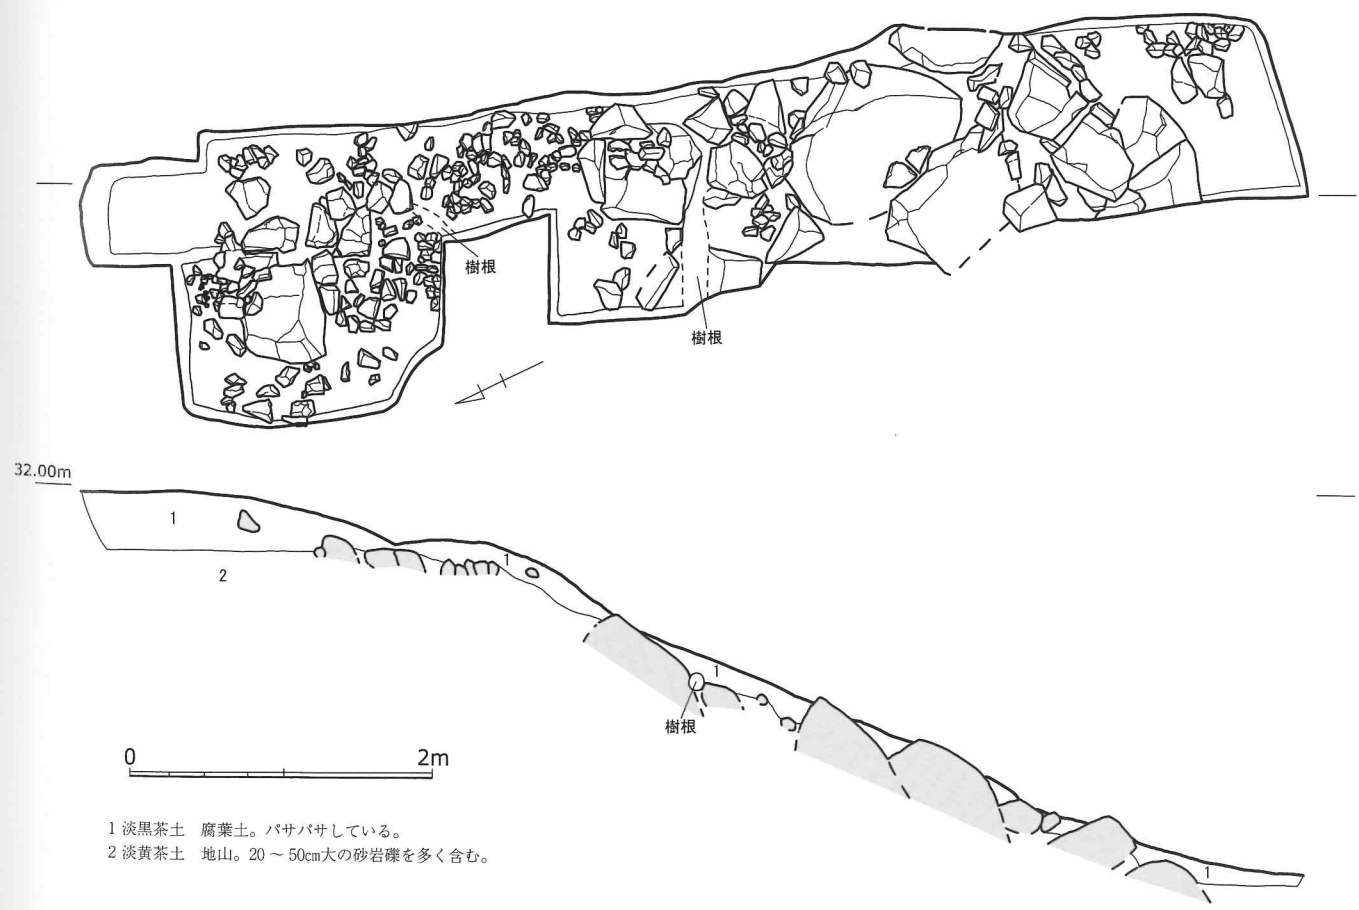 樹根
樹根
32.00m
1
2
1
1
樹根
1
0 2m
1 淡黒茶土 腐葉土。パサパサしている。
2 淡黄茶土 地山。20 ～ 50㎝大の砂岩礫を多く含む。